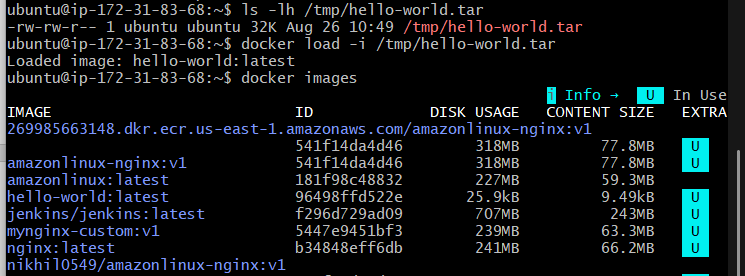 ubuntu@ip-172-31-83-68:~$ ls -lh /tmp/hello-world.tar
-rw-rw-r-- 1 ubuntu ubuntu 32K Aug 26 10:49 /tmp/hello-world.tar
ubuntu@ip-172-31-83-68:~$ docker load -i /tmp/hello-world.tar
Loaded image: hello-world:latest
ubuntu@ip-172-31-83-68:~$ docker images
i Info → U In Use
IMAGE ID DISK USAGE CONTENT SIZE EXTRA
269985663148.dkr.ecr.us-east-1.amazonaws.com/amazonlinux-nginx:v1
541f14da4d46 318MB 77.8MB U
amazonlinux-nginx:v1 541f14da4d46 318MB 77.8MB U
amazonlinux:latest 181f98c48832 227MB 59.3MB
hello-world:latest 96498ffd522e 25.9kB 9.49kB U
jenkins/jenkins:latest f296d729ad09 707MB 243MB U
mynginx-custom:v1 5447e9451bf3 239MB 63.3MB U
nginx:latest b34848eff6db 241MB 66.2MB U
nikhil0549/amazonlinux-nginx:v1